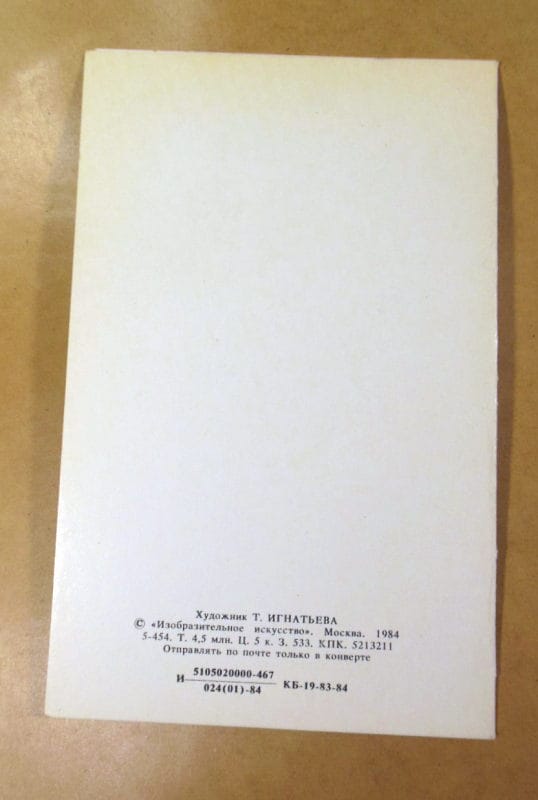 Художник Т. ИГНАТЬЕВА
© «Изобразительное искусство». Москва. 1984
5-454. Т. 4,5 млн. Ц. 5 к. З. 533. КПК. 5213211
Отправлять по почте только в конверте
И 5105020000-467
024(01)-84 КБ-19-83-84